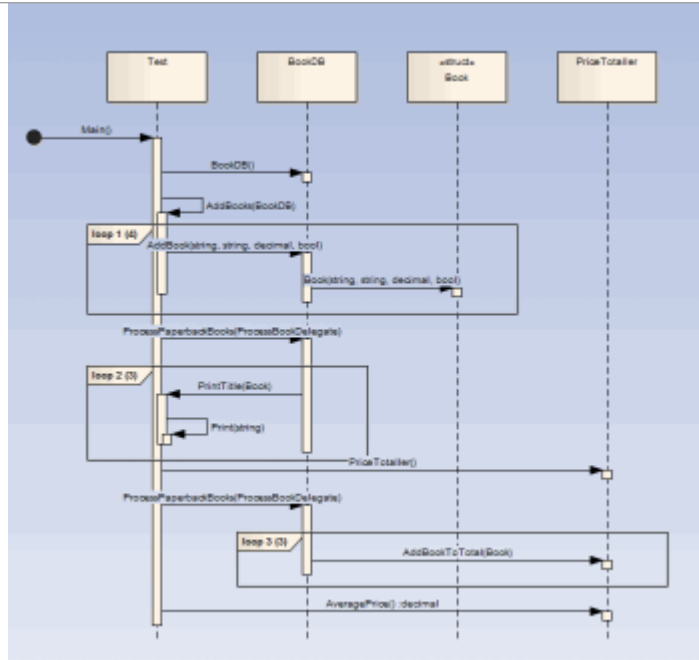 Test
BookDB
«struct»
Book
PriceTotaller
Main()
BookDB()
AddBooks(BookDB)
loop 1 (4)
AddBook(string, string, decimal, bool)
Book(string, string, decimal, bool)
ProcessPaperbackBooks(ProcessBookDelegate)
loop 2 (3)
PrintTitle(Book)
Print(string)
PriceTotaller()
ProcessPaperbackBooks(ProcessBookDelegate)
loop 3 (3)
AddBookToTotal(Book)
AveragePrice() :decimal